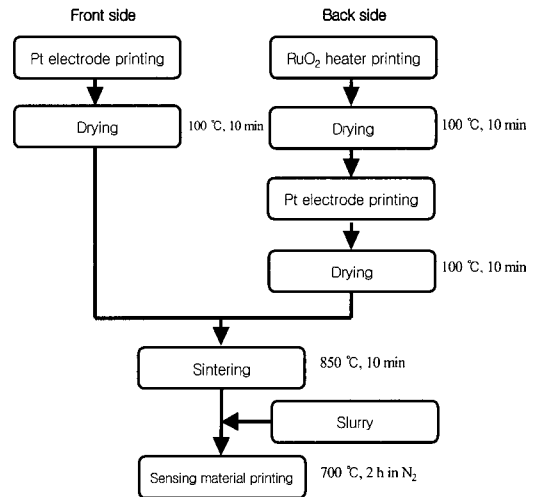 Front side
Back side
Pt electrode printing
RuO₂ heater printing
Drying
100 ℃, 10 min
Drying
100 ℃, 10 min
Pt electrode printing
Drying
100 ℃, 10 min
Sintering
850 ℃, 10 min
Slurry
Sensing material printing
700 ℃, 2 h in N₂